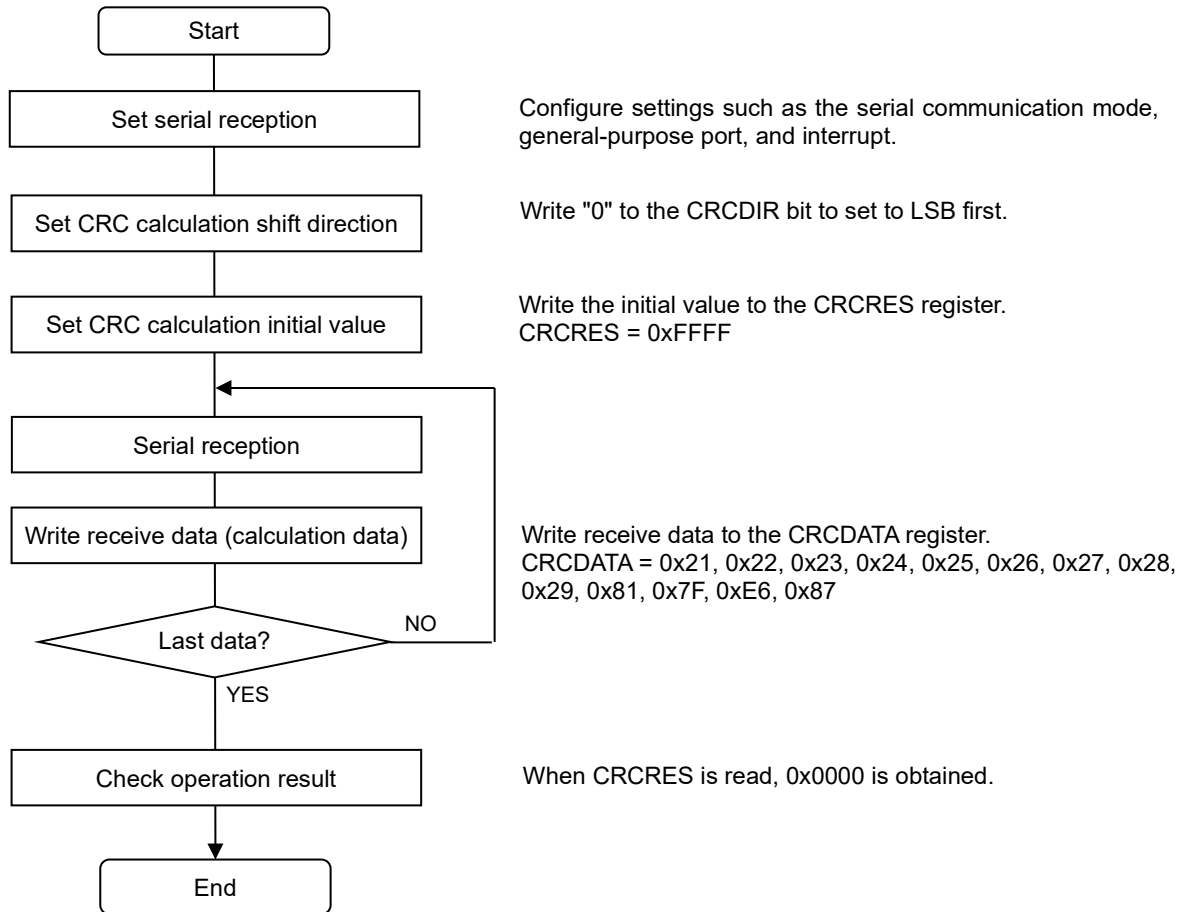 Start
Set serial reception
Configure settings such as the serial communication mode,
general-purpose port, and interrupt.
Set CRC calculation shift direction
Write "0" to the CRCDIR bit to set to LSB first.
Set CRC calculation initial value
Write the initial value to the CRCRES register.
CRCRES = 0xFFFF
Serial reception
Write receive data (calculation data)
Write receive data to the CRCDATA register.
CRCDATA = 0x21, 0x22, 0x23, 0x24, 0x25, 0x26, 0x27, 0x28,
0x29, 0x81, 0x7F, 0xE6, 0x87
Last data?
NO
YES
Check operation result
When CRCRES is read, 0x0000 is obtained.
End